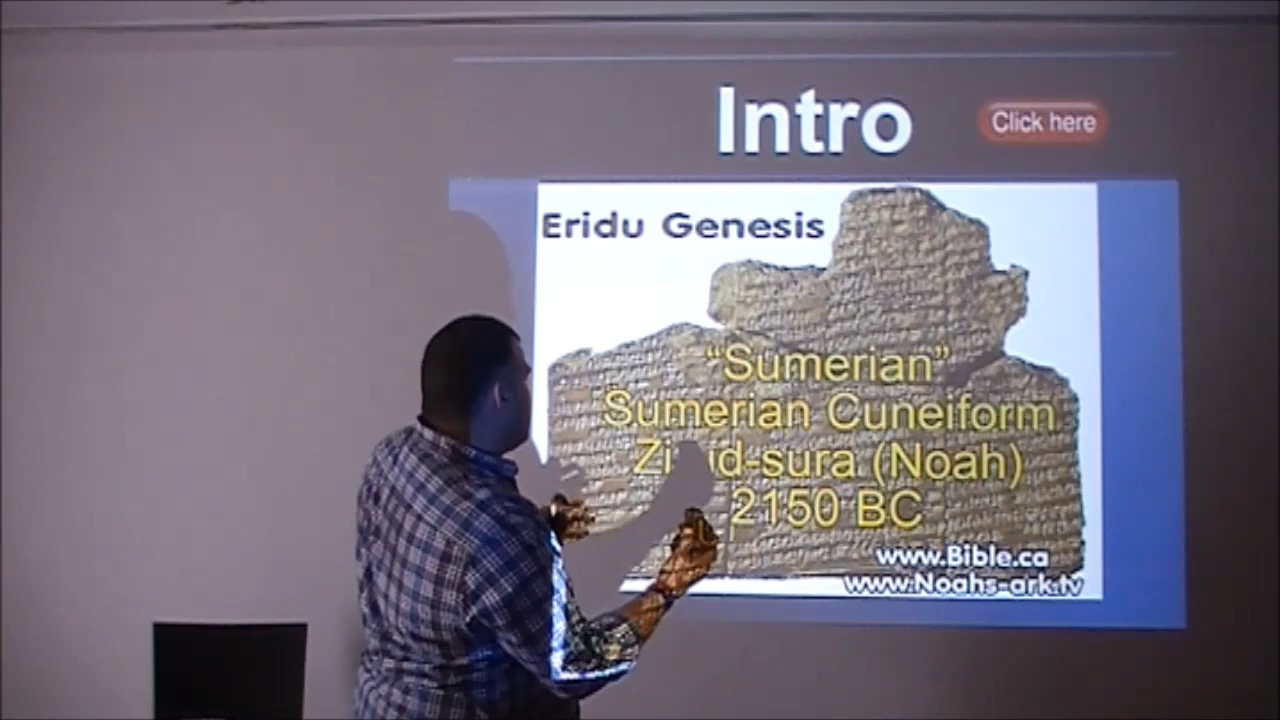 Intro
Click here
Eridu Genesis
“Sumerian”
Sumerian Cuneiform
(Noah)
2150 BC
www.Bible.ca
www.Noahs-ark.tv